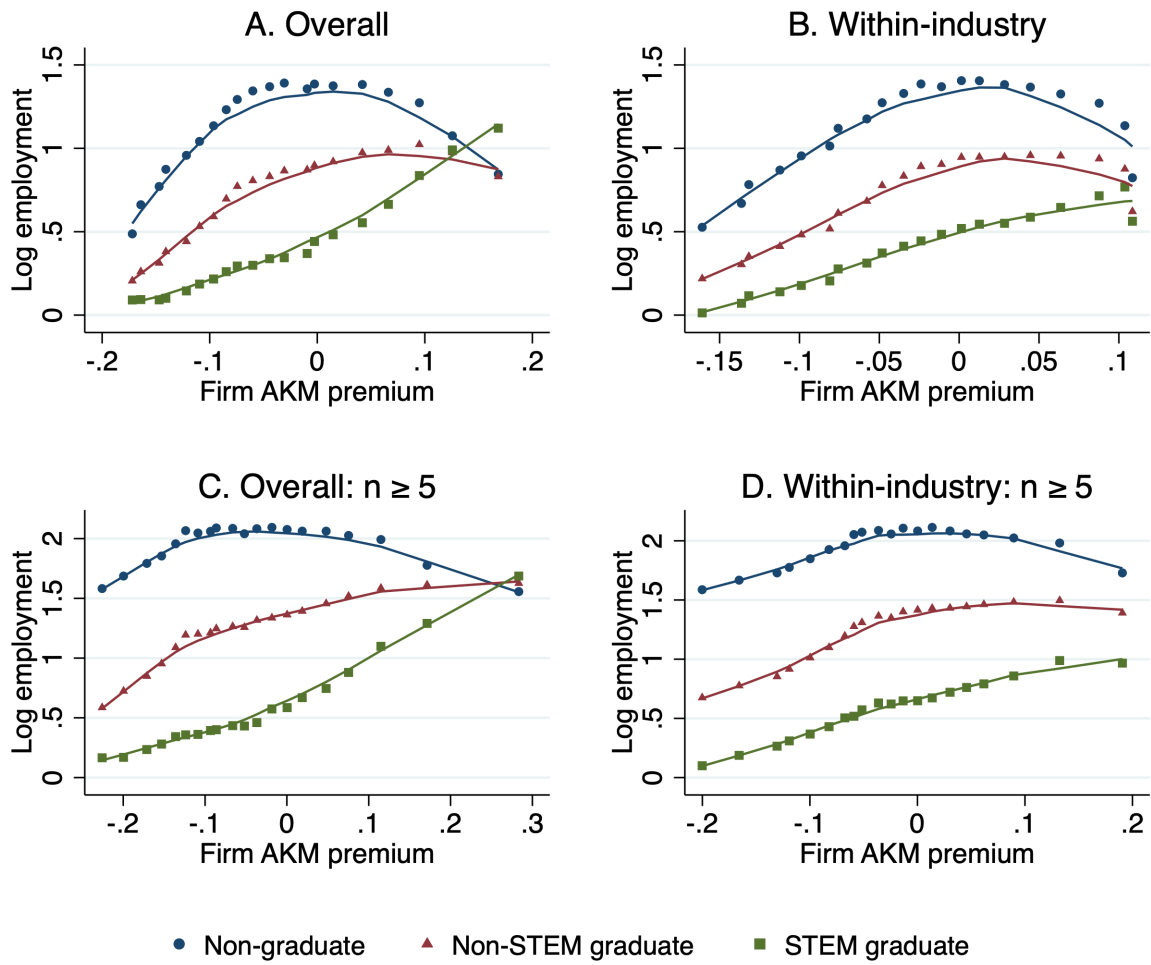 A. Overall
Log employment
0 .5 1 1.5
-.2 -.1 0 .1 .2
Firm AKM premium
B. Within-industry
Log employment
0 .5 1 1.5
-.15 -.1 -.05 0 .05 .1
Firm AKM premium
C. Overall: n ≥ 5
Log employment
0 .5 1 1.5 2
-.2 -.1 0 .1 .2 .3
Firm AKM premium
D. Within-industry: n ≥ 5
Log employment
0 .5 1 1.5 2
-.2 -.1 0 .1 .2
Firm AKM premium
Non-graduate Non-STEM graduate STEM graduate